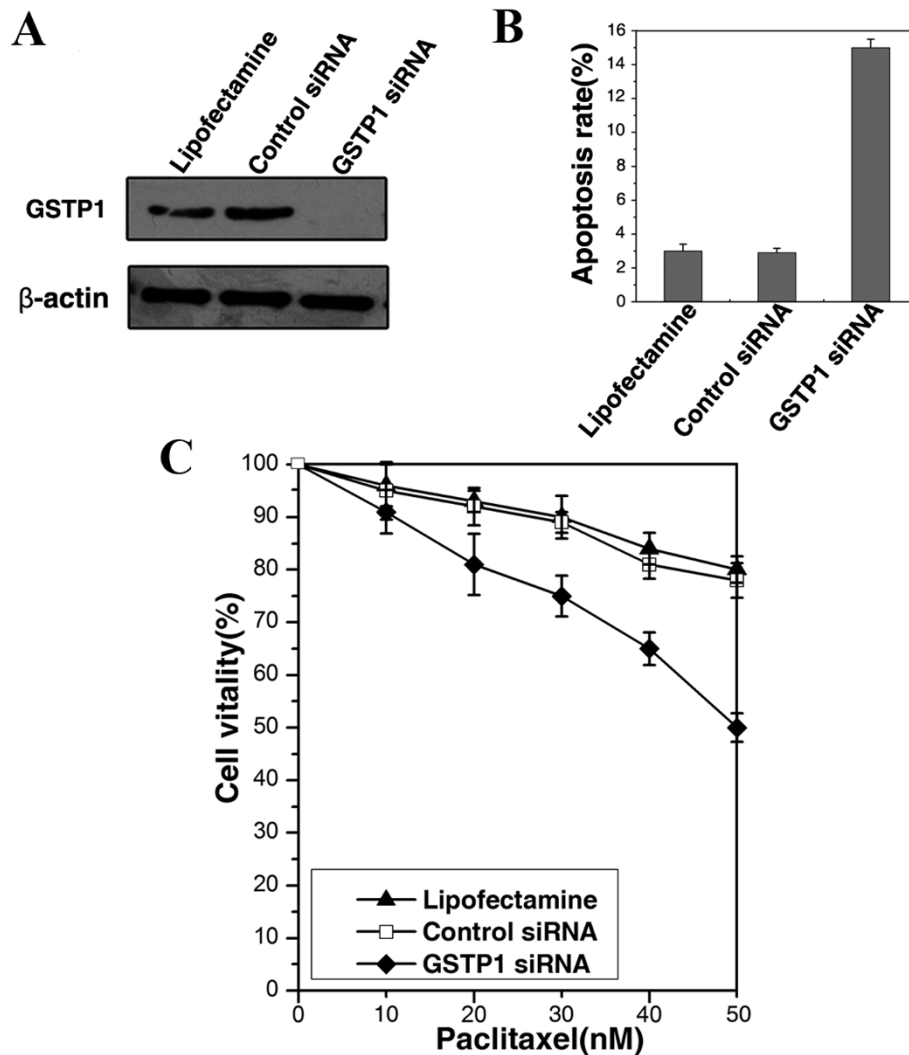 A
Lipofectamine
Control siRNA
GSTP1 siRNA
GSTP1
β-actin
B
Apoptosis rate(%)
16
14
12
10
8
6
4
2
0
Lipofectamine
Control siRNA
GSTP1 siRNA
C
Cell vitality(%)
100
90
80
70
60
50
40
30
20
10
0
Lipofectamine
Control siRNA
GSTP1 siRNA
0 10 20 30 40 50
Paclitaxel(nM)